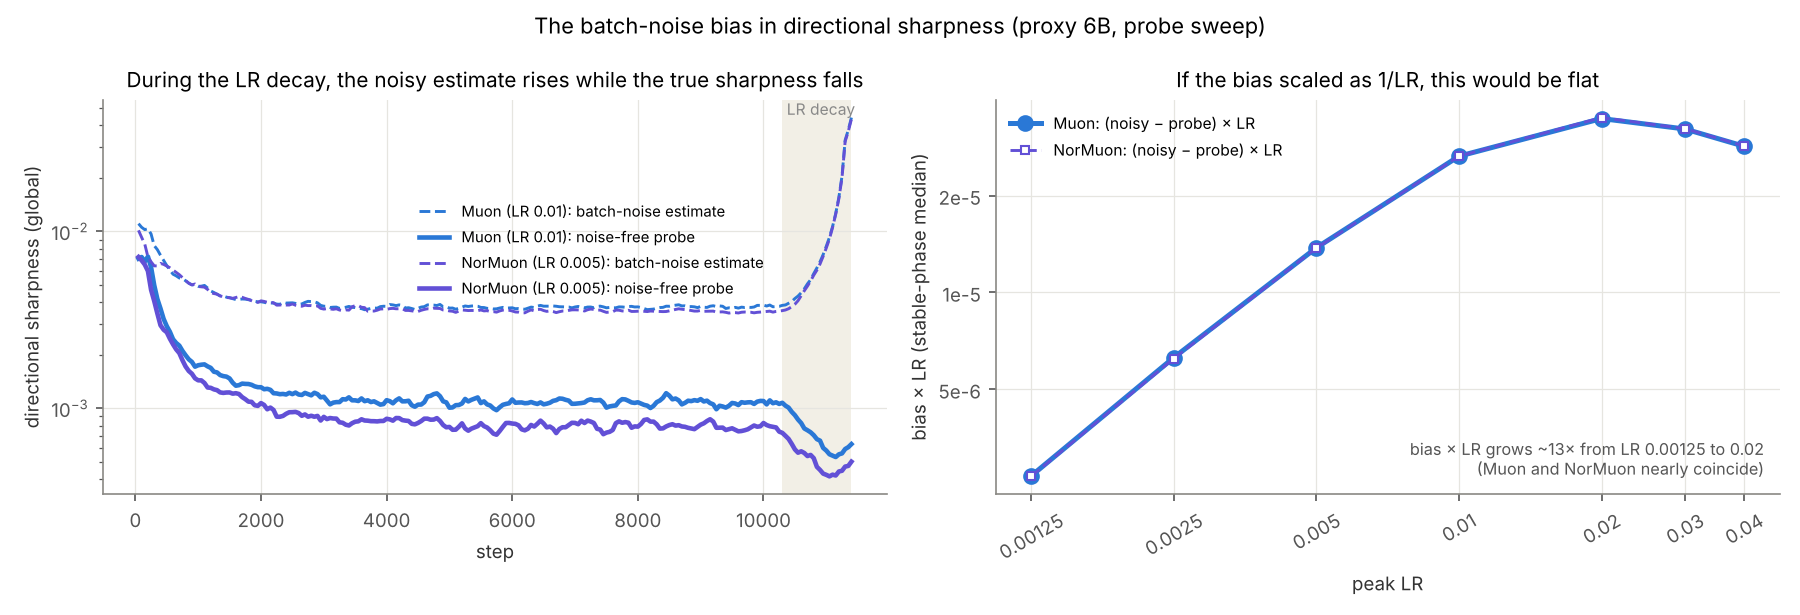 The batch-noise bias in directional sharpness (proxy 6B, probe sweep)
During the LR decay, the noisy estimate rises while the true sharpness falls
directional sharpness (global)
10⁻²
10⁻³
LR decay
Muon (LR 0.01): batch-noise estimate
Muon (LR 0.01): noise-free probe
NorMuon (LR 0.005): batch-noise estimate
NorMuon (LR 0.005): noise-free probe
0
2000
4000
6000
8000
10000
step
If the bias scaled as 1/LR, this would be flat
bias × LR (stable-phase median)
2e-5
1e-5
5e-6
Muon: (noisy − probe) × LR
NorMuon: (noisy − probe) × LR
bias × LR grows ~13× from LR 0.00125 to 0.02
(Muon and NorMuon nearly coincide)
0.00125
0.0025
0.005
0.01
0.02
0.03
0.04
peak LR